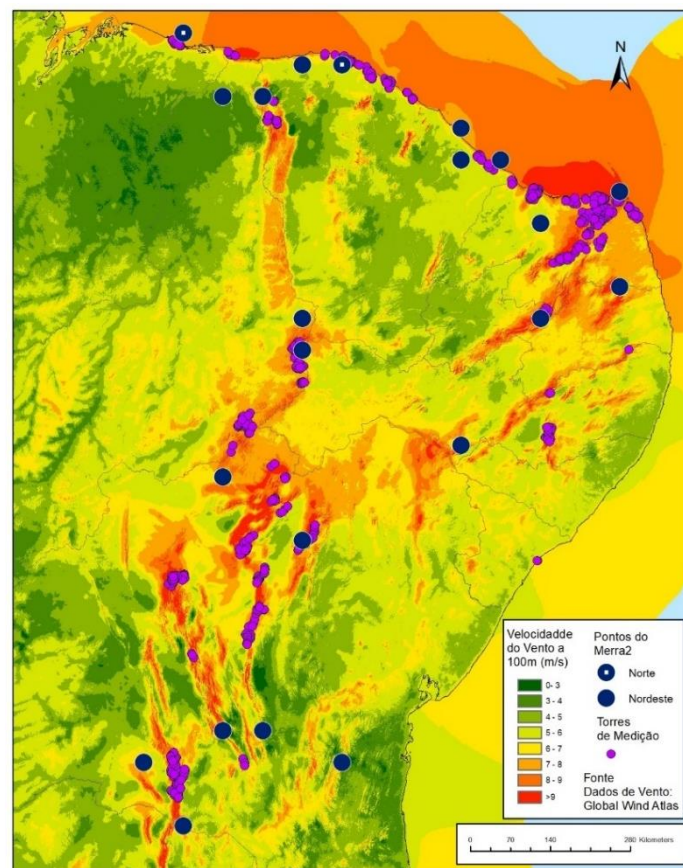 N
Velocidadde
do Vento a
100m (m/s)
0- 3
3 - 4
4 - 5
5 - 6
6 - 7
7 - 8
8 - 9
>9
Pontos do
Merra2
Norte
Nordeste
Torres
de Medição
Fonte
Dados de Vento:
Global Wind Atlas
0 70 140 280 Kilometers